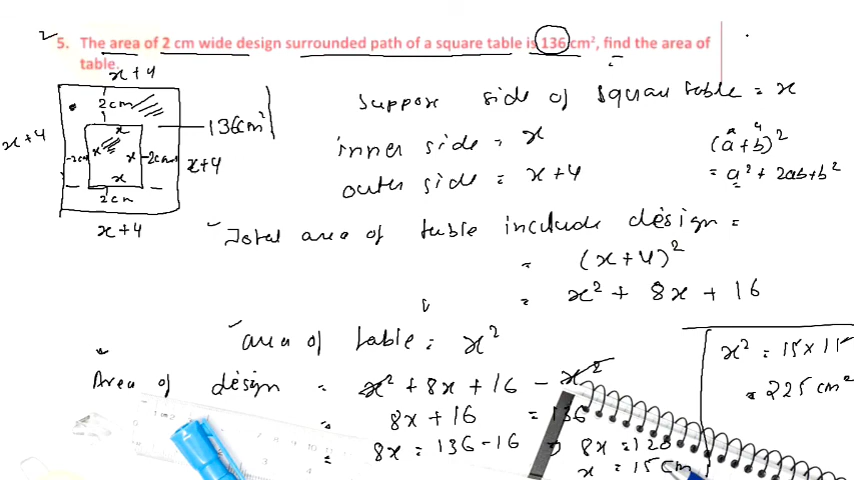 5. The area of 2 cm wide design surrounded path of a square table is 136 cm², find the area of
table.
x+4
2cm
x
x+4
2cm
x
x
2cm
x+4
x
2cm
x+4
136cm²
Suppose side of square table = x
inner side = x
outer side = x+4
(a+b)²
= a² + 2ab+b²
Total area of table include design =
= (x+4)²
= x² + 8x + 16
area of table = x²
Area of design = x² + 8x + 16 - x²
= 8x + 16 = 136
= 8x = 136 - 16 ⇒ 8x = 120
x = 15 cm
x² = 15 × 15
= 225 cm²